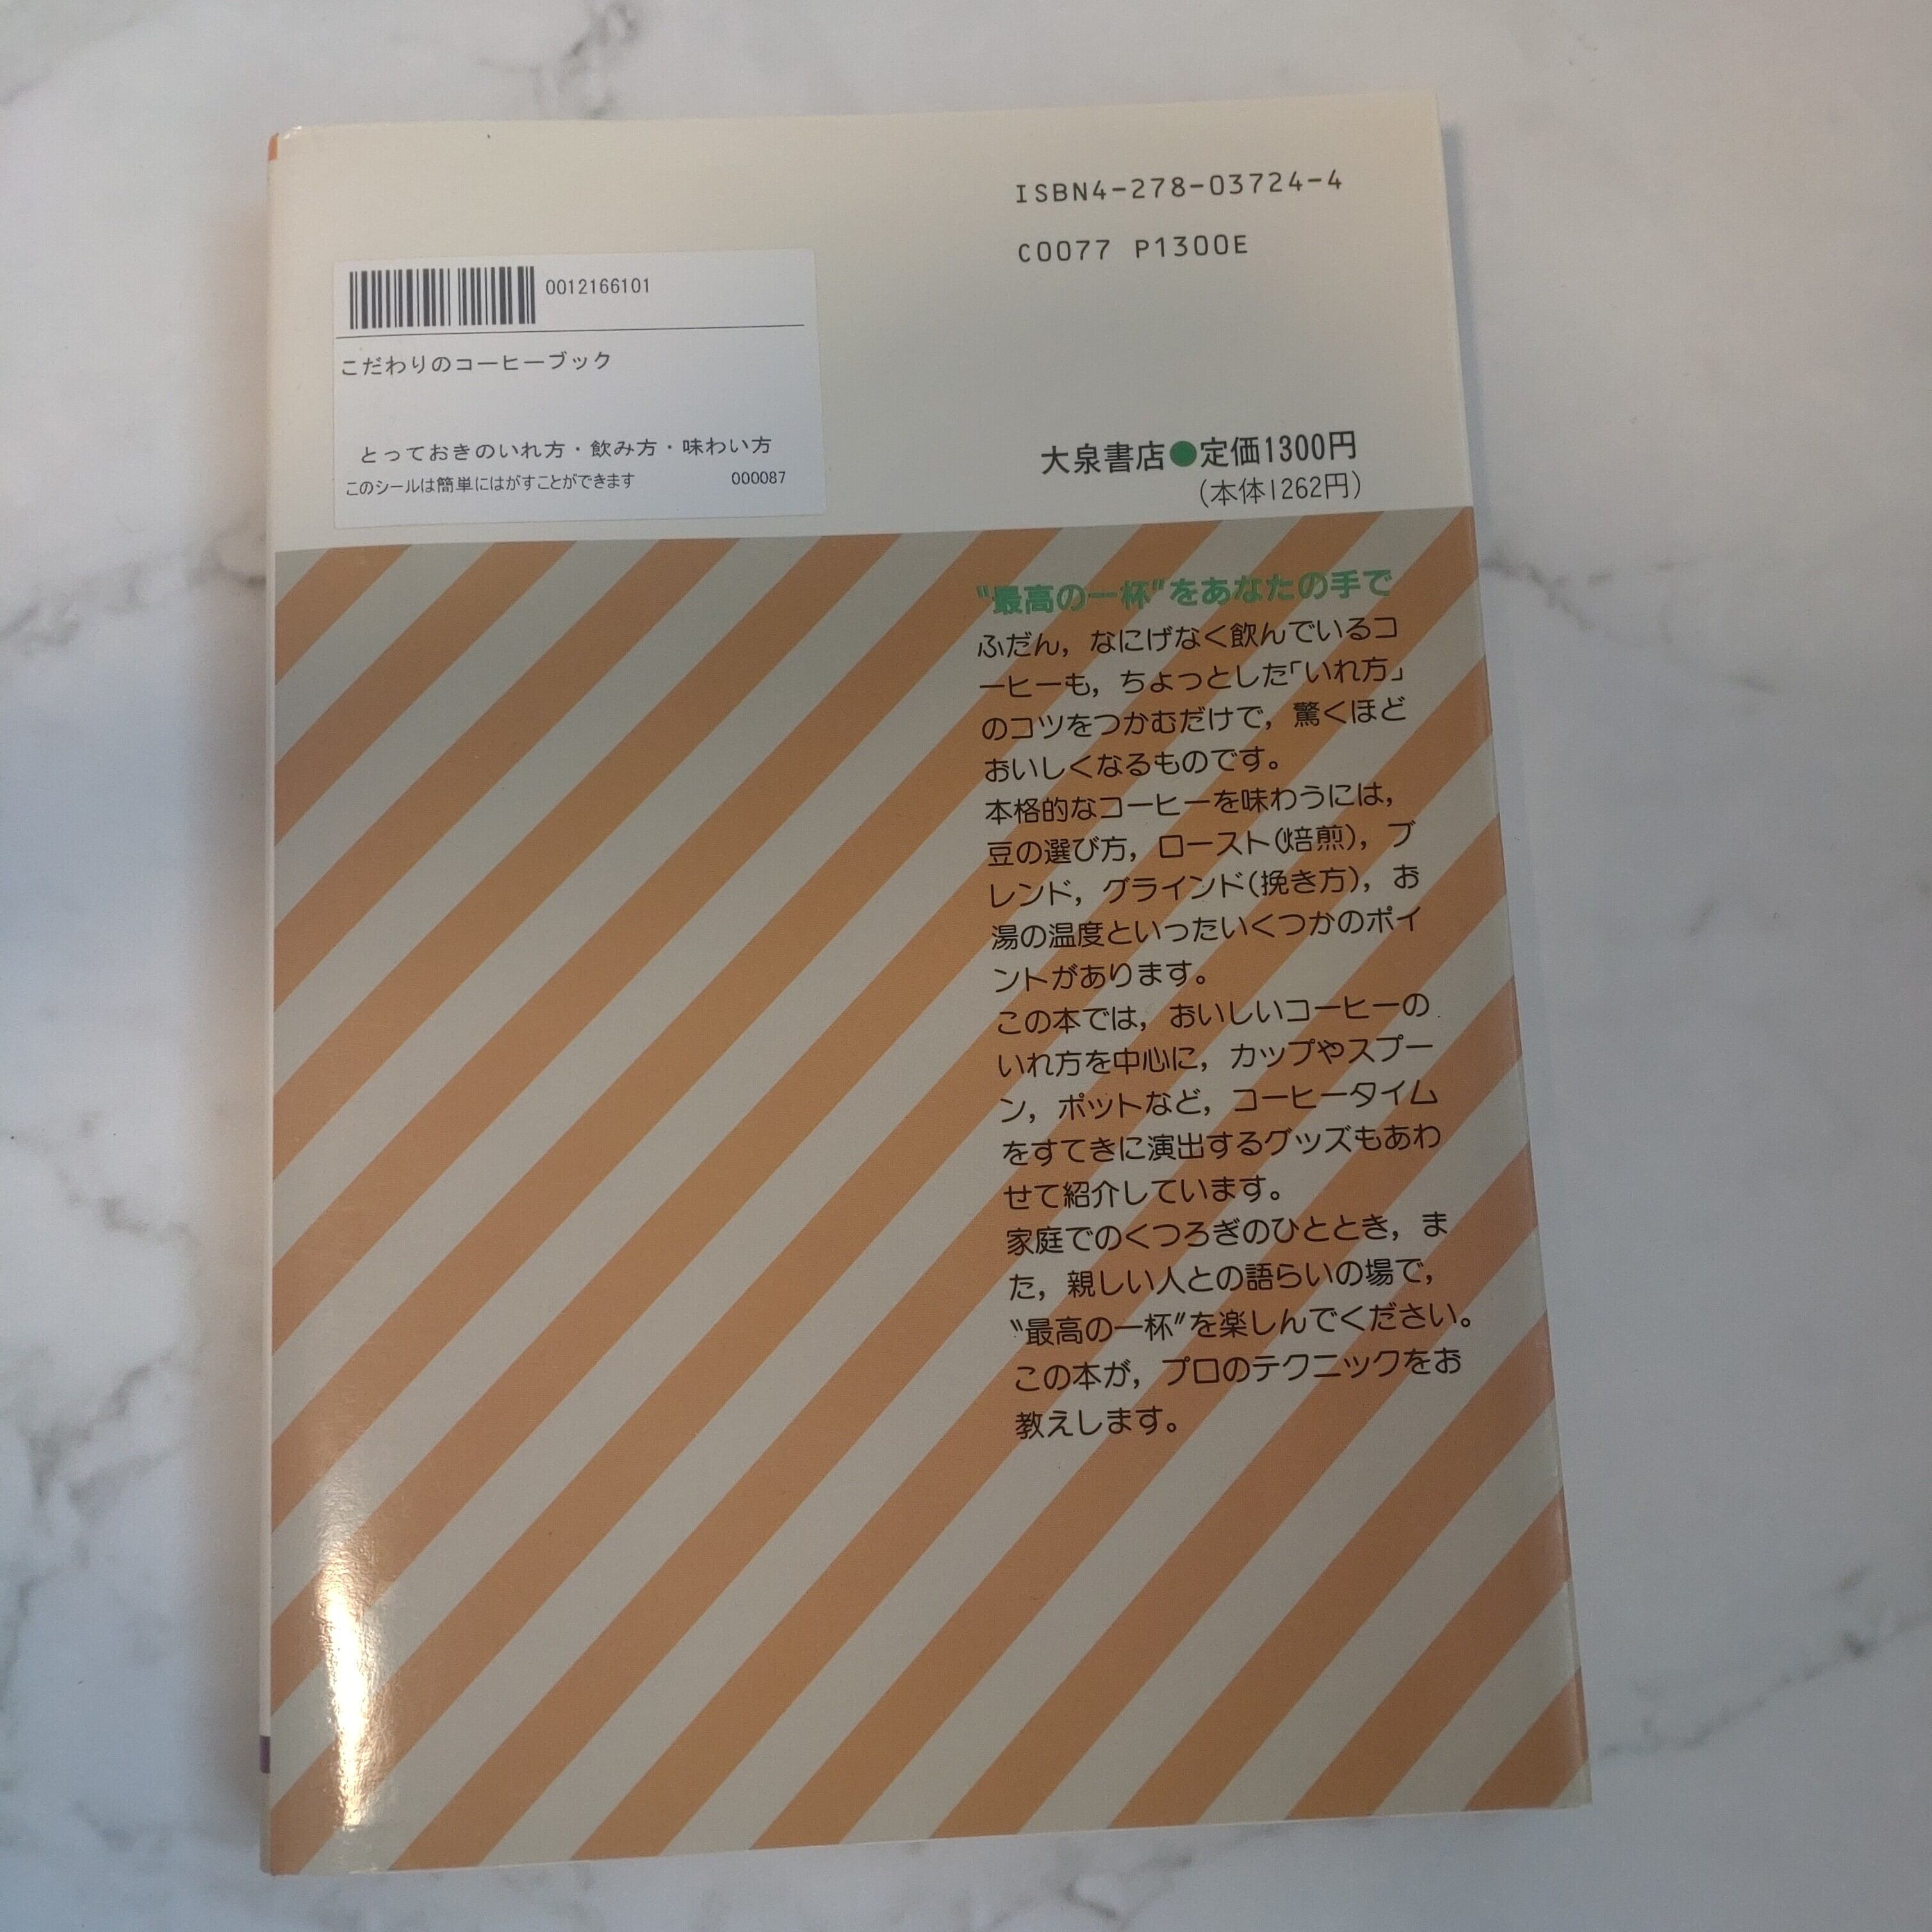 ISBN4-278-03724-4
C0077 P1300E
0012166101
こだわりのコーヒーブック
とっておきのいれ方・飲み方・味わい方
このシールは簡単にはがすことができます 000087
大泉書店●定価1300円
(本体1262円)
〝最高の一杯〞をあなたの手で
ふだん，なにげなく飲んでいるコ
ーヒーも，ちょっとした「いれ方」
のコツをつかむだけで，驚くほど
おいしくなるものです。
本格的なコーヒーを味わうには，
豆の選び方，ロースト(焙煎)，ブ
レンド，グラインド(挽き方)，お
湯の温度といったいくつかのポイ
ントがあります。
この本では，おいしいコーヒーの
いれ方を中心に，カップやスプー
ン，ポットなど，コーヒータイム
をすてきに演出するグッズもあわ
せて紹介しています。
家庭でのくつろぎのひととき，ま
た，親しい人との語らいの場で，
〝最高の一杯〞を楽しんでください。
この本が，プロのテクニックをお
教えします。